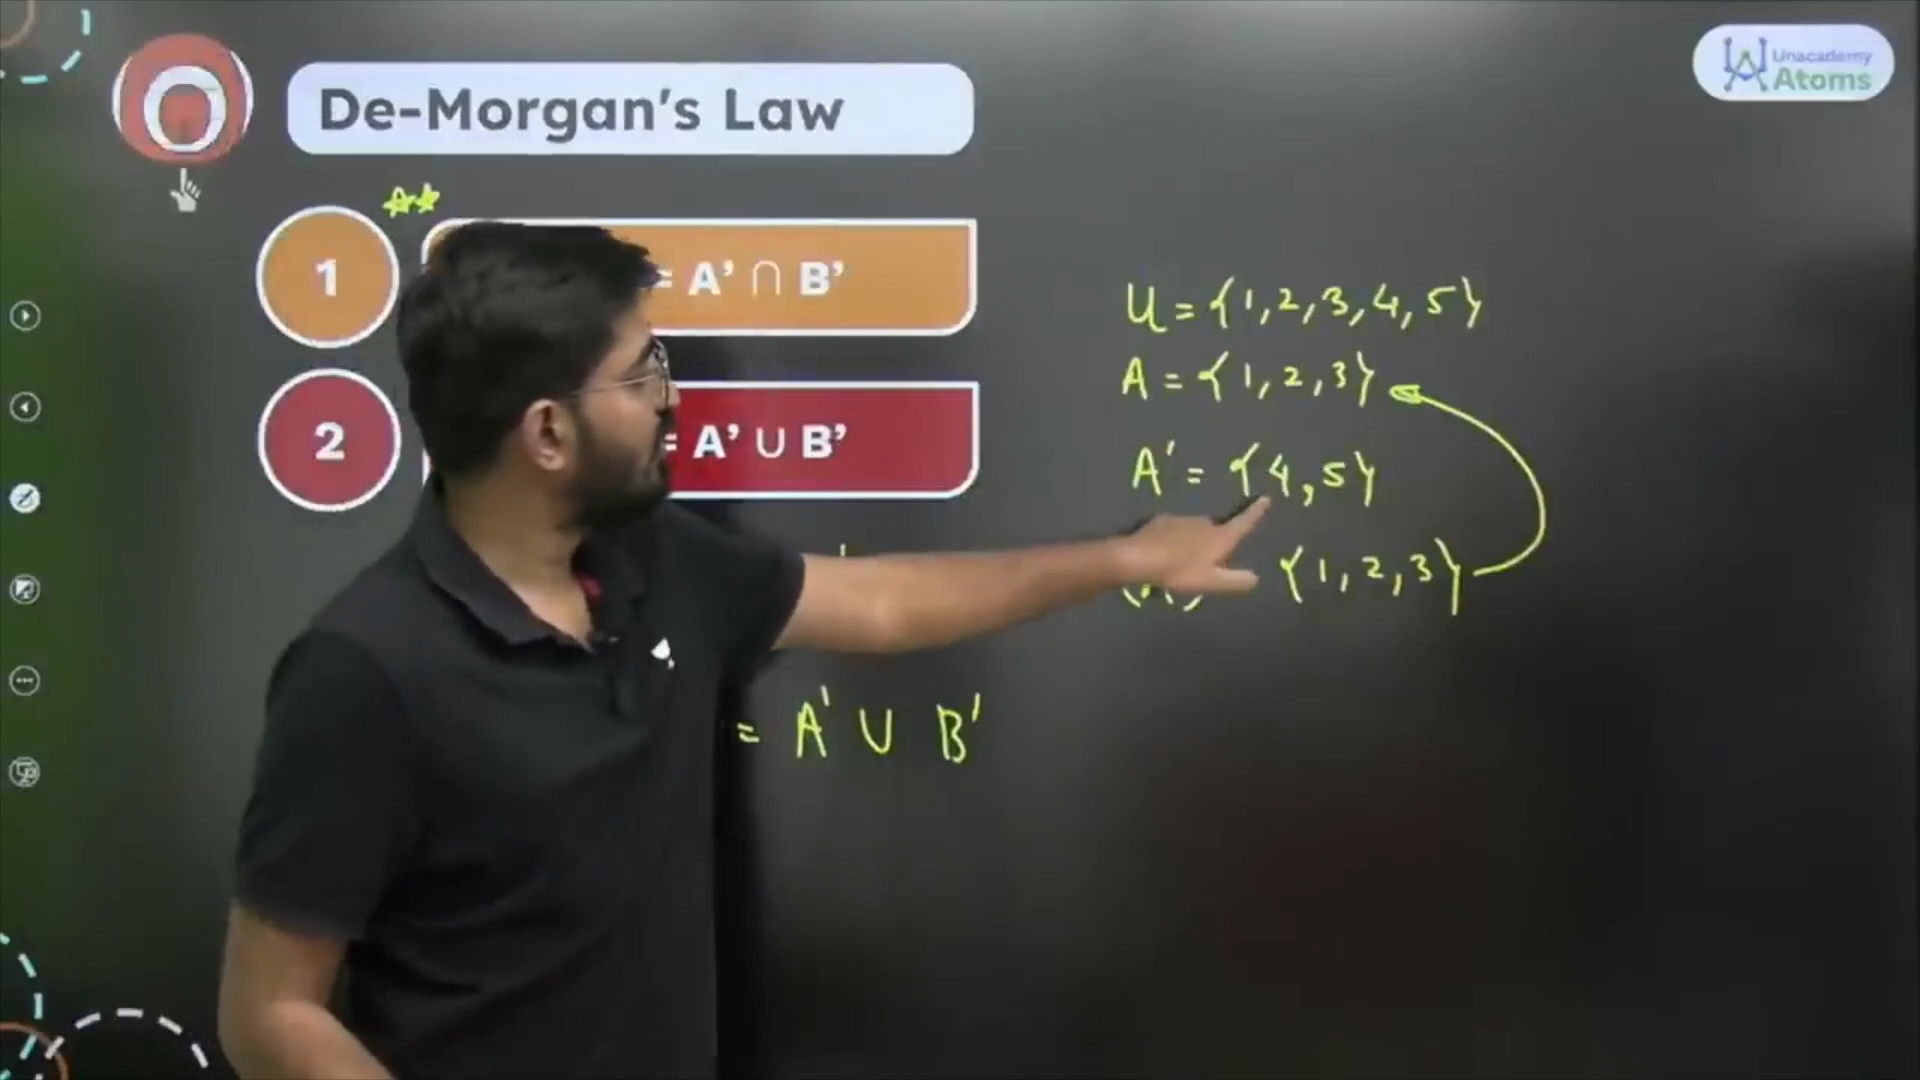 De-Morgan's Law
Unacademy
Atoms
1
= A’ ∩ B’
2
= A’ ∪ B’
U = {1, 2, 3, 4, 5}
A = {1, 2, 3}
A' = {4, 5}
{1, 2, 3}
= A' ∪ B'